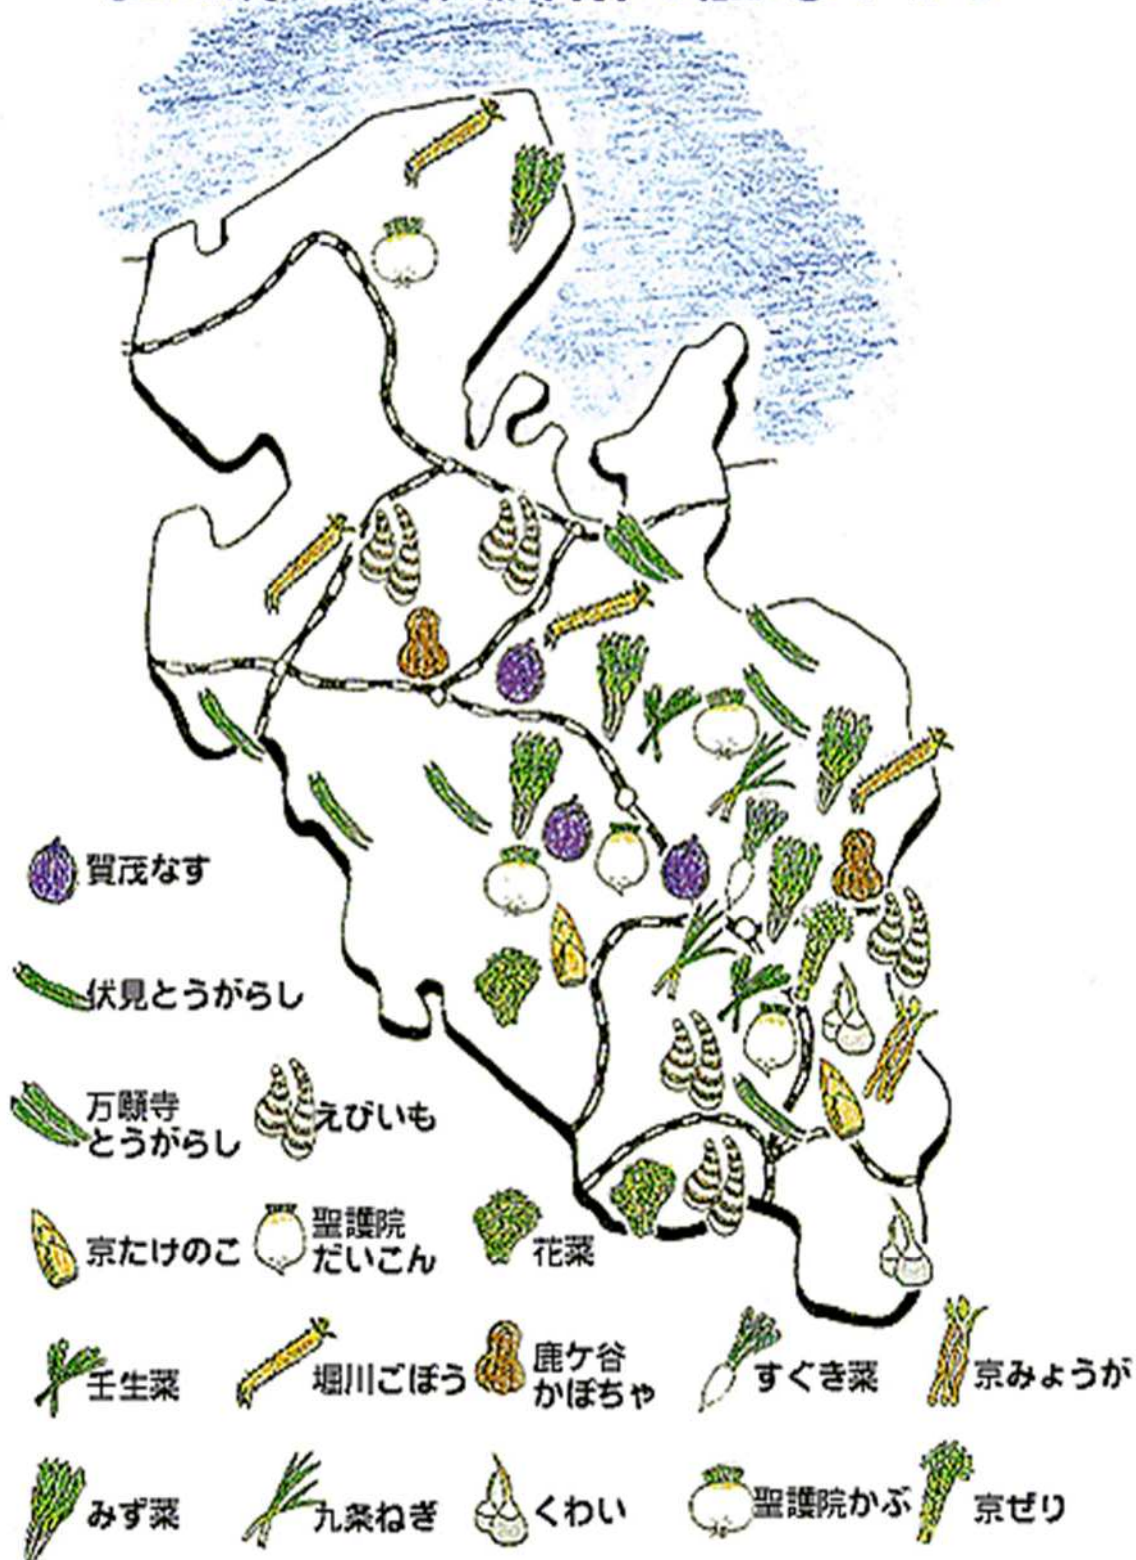 賀茂なす
伏見とうがらし
万願寺
とうがらし
えびいも
京たけのこ
聖護院
だいこん
花菜
壬生菜
堀川ごぼう
鹿ケ谷
かぼちゃ
すぐき菜
京みょうが
みず菜
九条ねぎ
くわい
聖護院かぶ
京ぜり